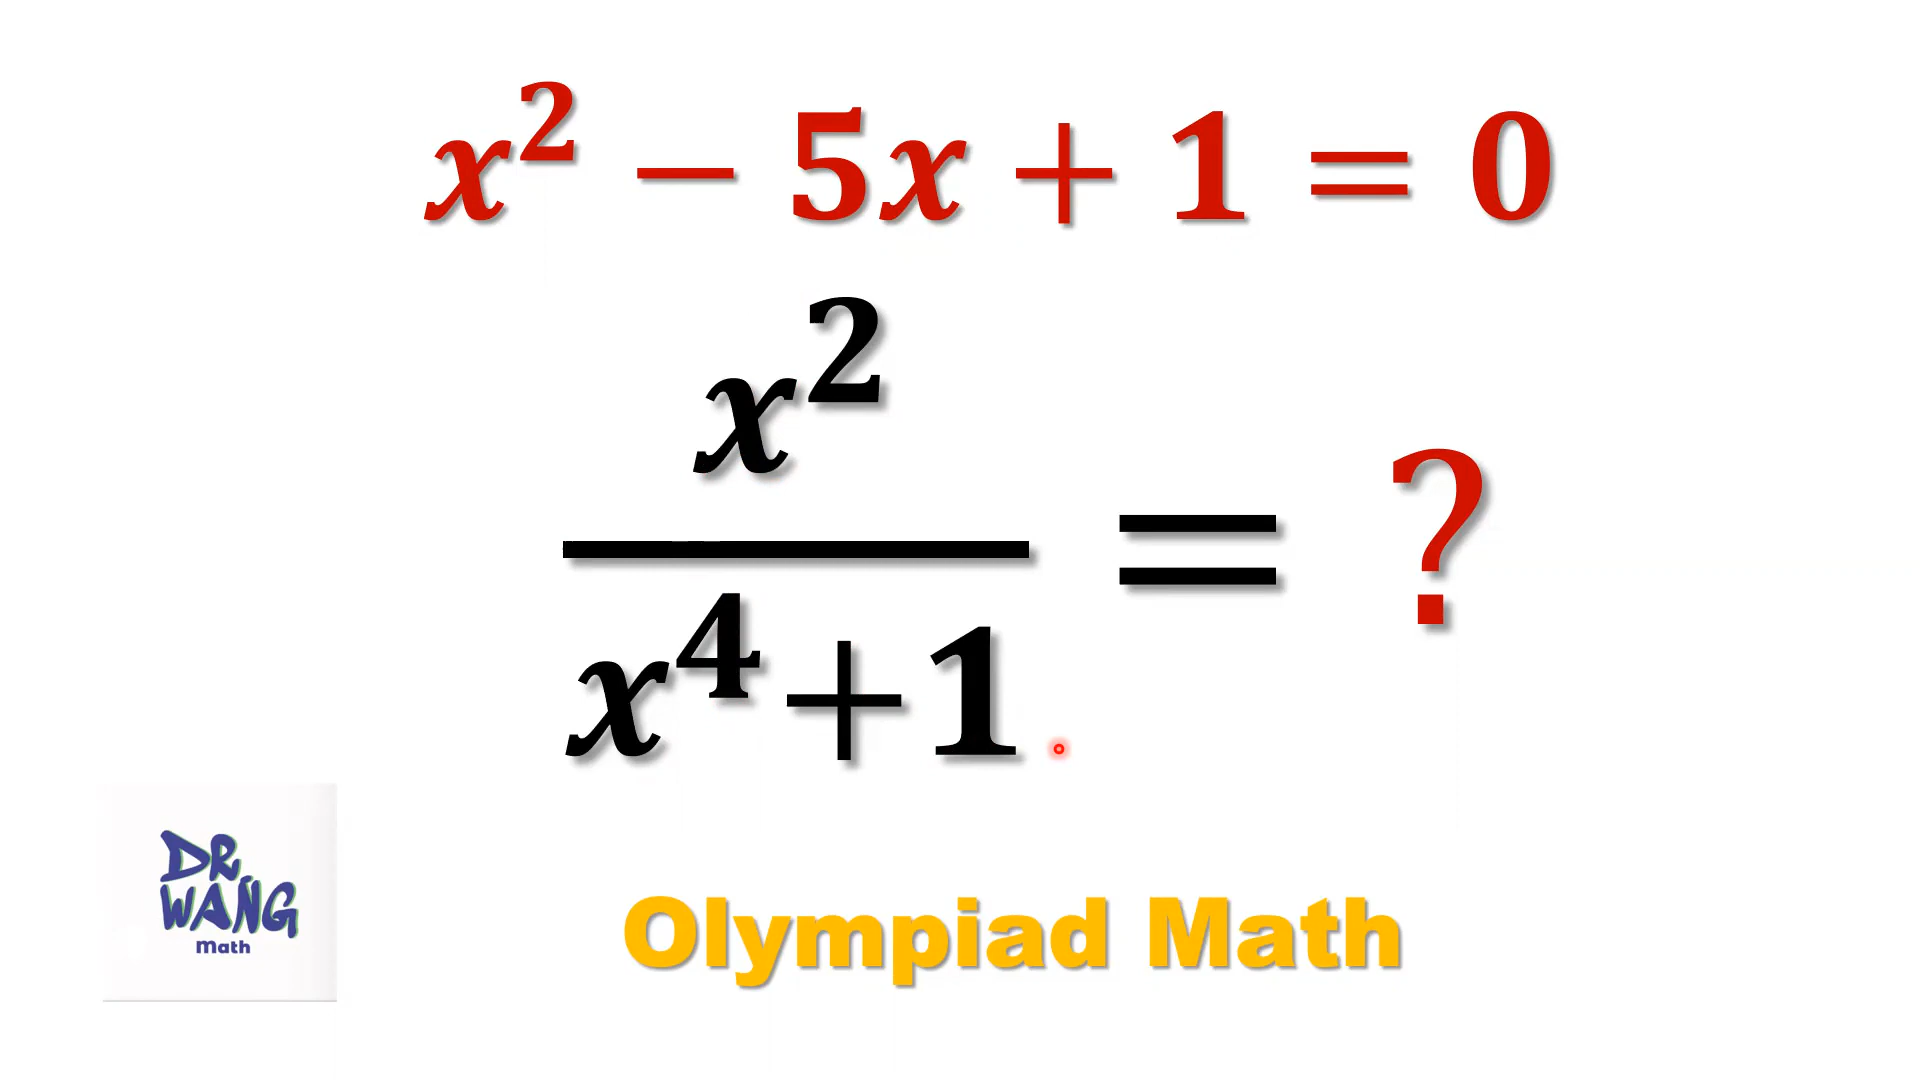 x² − 5x + 1 = 0
x²
x⁴+1
= ?
DR
WANG
Math
Olympiad Math